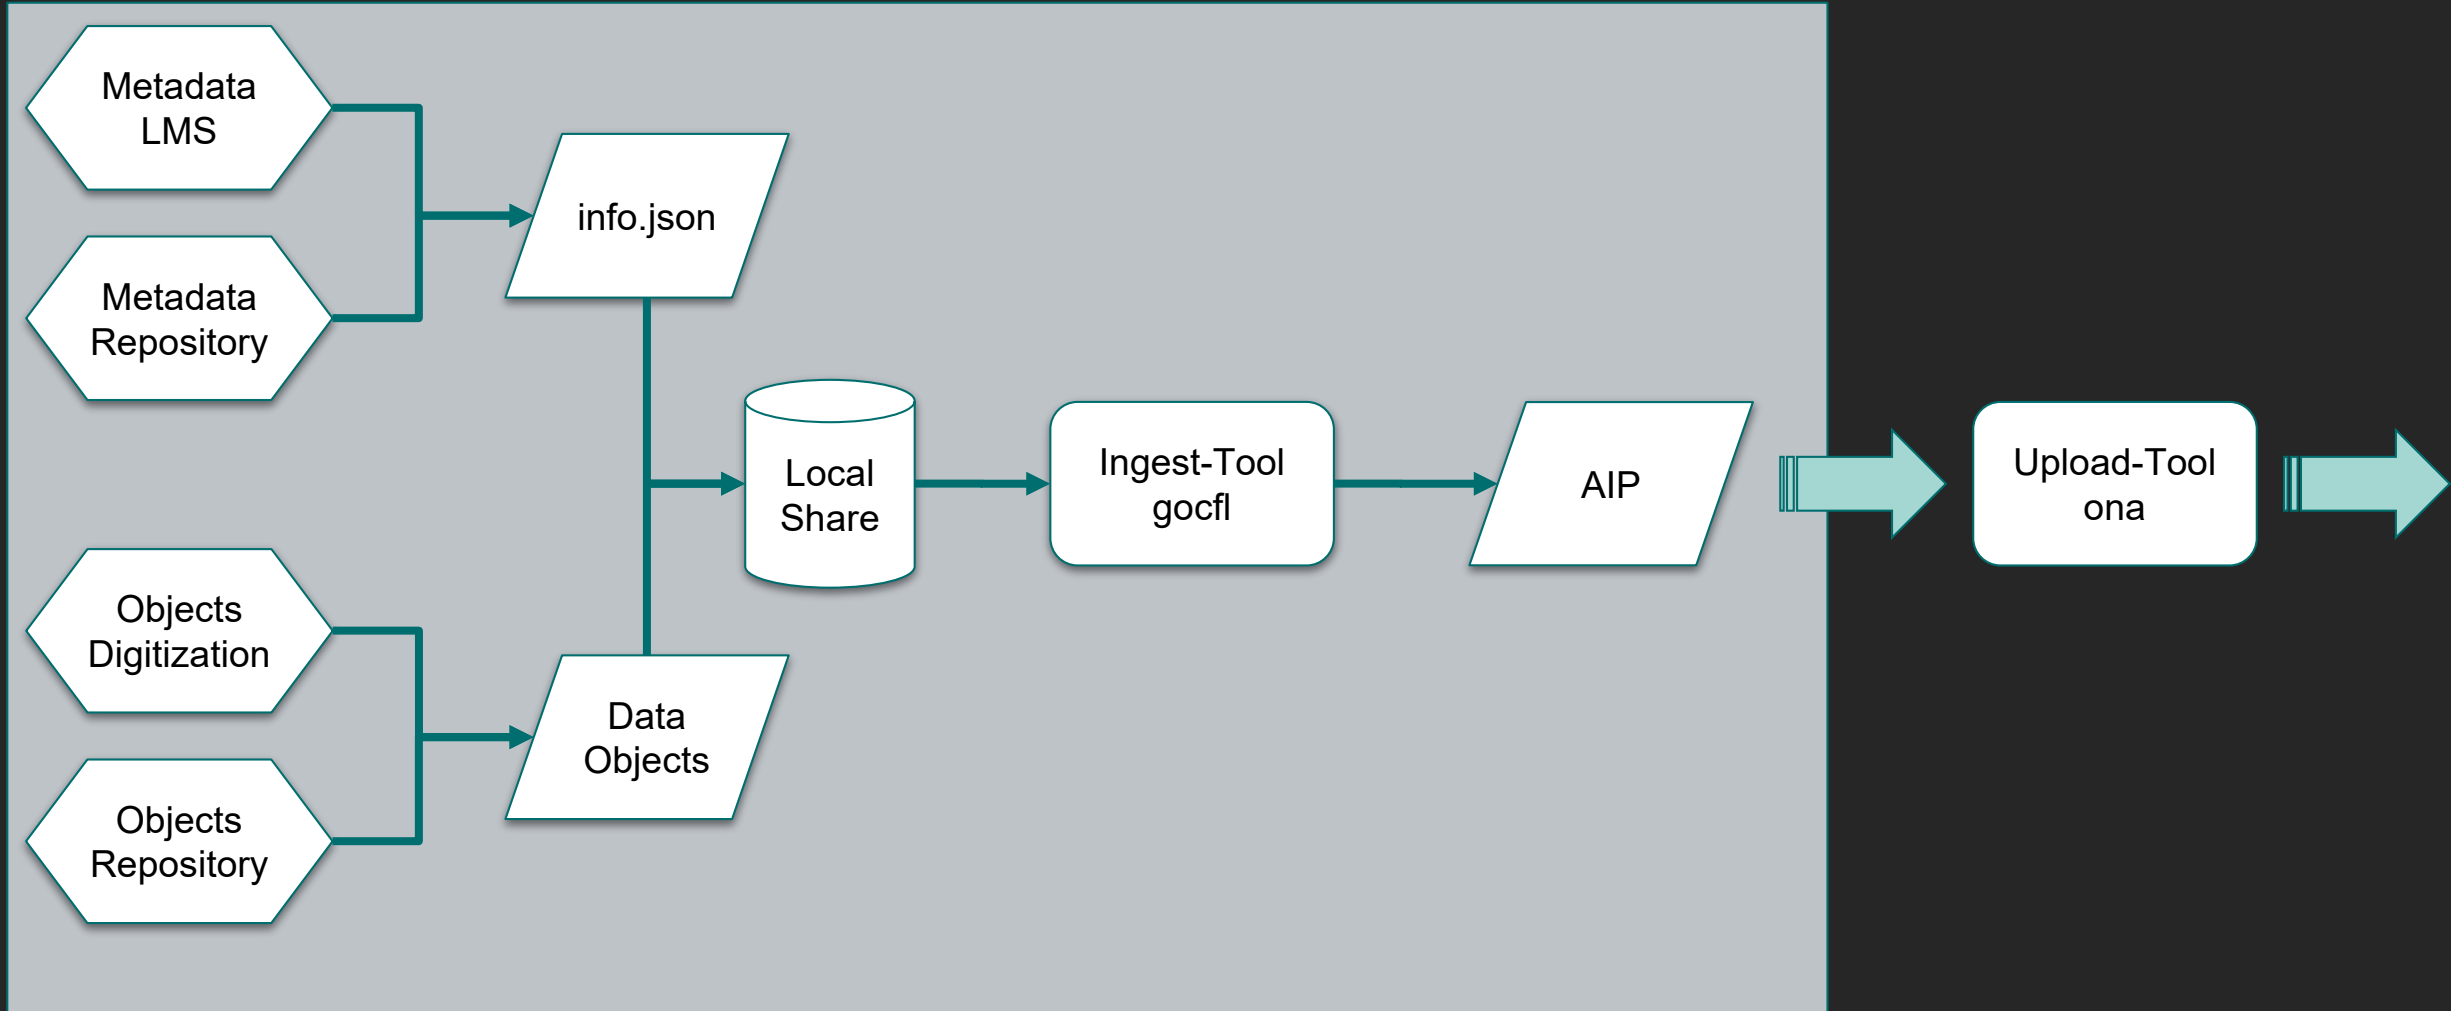 Metadata
LMS
Metadata
Repository
info.json
Local
Share
Ingest-Tool
gocfl
AIP
Upload-Tool
ona
Objects
Digitization
Objects
Repository
Data
Objects